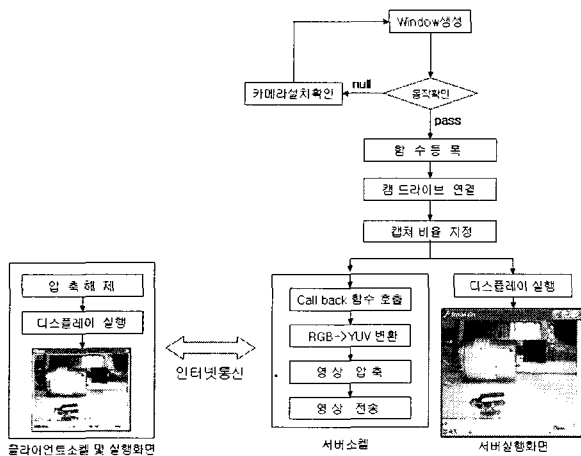 Window생성
null
동작확인
카메라설치확인
pass
함 수 등 록
캠 드라이브 연결
캡쳐 비율 지정
압 축 해 제
디스플레이 실행
인터넷통신
클라이언트소켓 및 실행화면
Call back 함수 호출
RGB->YUV 변환
영 상 압 축
영 상 전 송
서버소켓
디스플레이 실행
서버실행화면